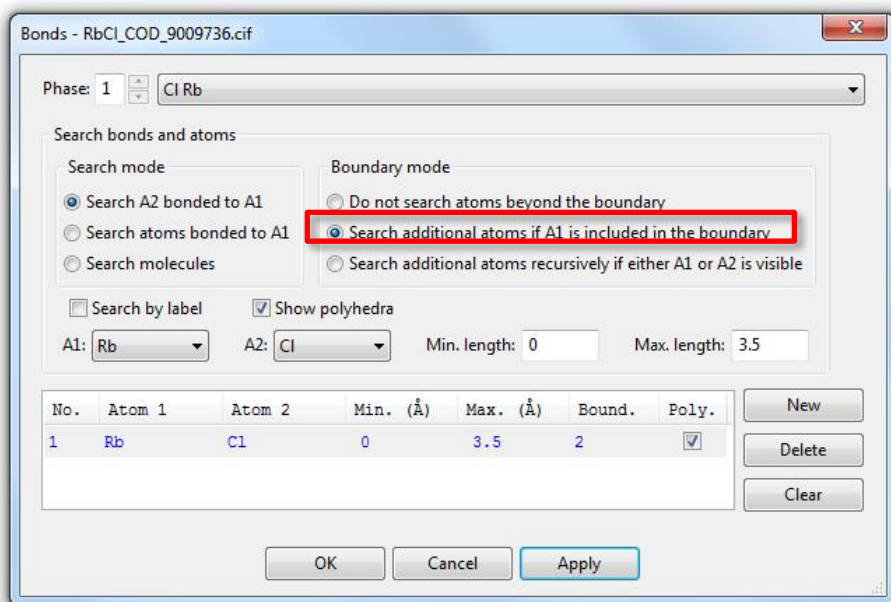 Bonds - RbCl_COD_9009736.cif
x
Phase: 1 Cl Rb
Search bonds and atoms
Search mode
Search A2 bonded to A1
Search atoms bonded to A1
Search molecules
Boundary mode
Do not search atoms beyond the boundary
Search additional atoms if A1 is included in the boundary
Search additional atoms recursively if either A1 or A2 is visible
Search by label Show polyhedra
A1: Rb A2: Cl Min. length: 0 Max. length: 3.5
No. Atom 1 Atom 2 Min. (Å) Max. (Å) Bound. Poly.
1 Rb Cl 0 3.5 2
New
Delete
Clear
OK Cancel Apply